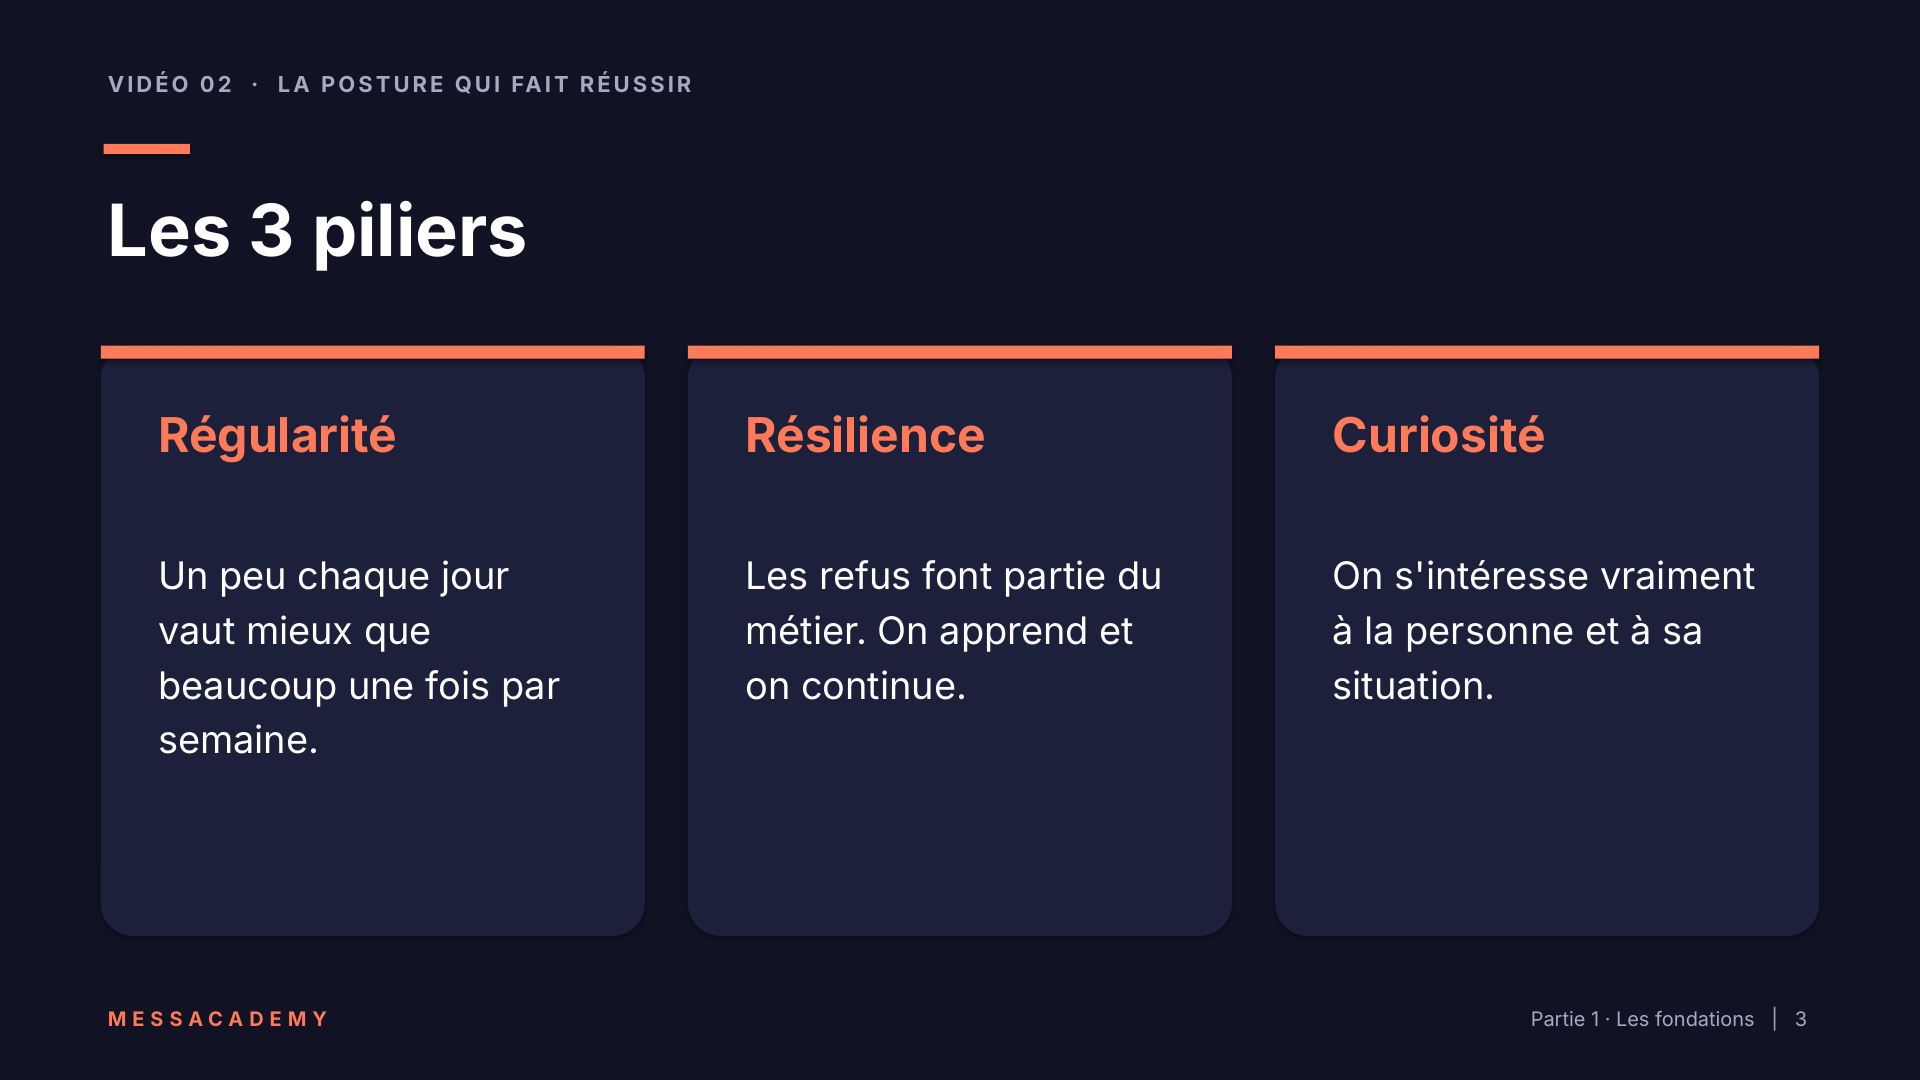 VIDÉO 02 · LA POSTURE QUI FAIT RÉUSSIR
Les 3 piliers
Régularité
Un peu chaque jour
vaut mieux que
beaucoup une fois par
semaine.
Résilience
Les refus font partie du
métier. On apprend et
on continue.
Curiosité
On s'intéresse vraiment
à la personne et à sa
situation.
MESSACADEMY
Partie 1 · Les fondations | 3